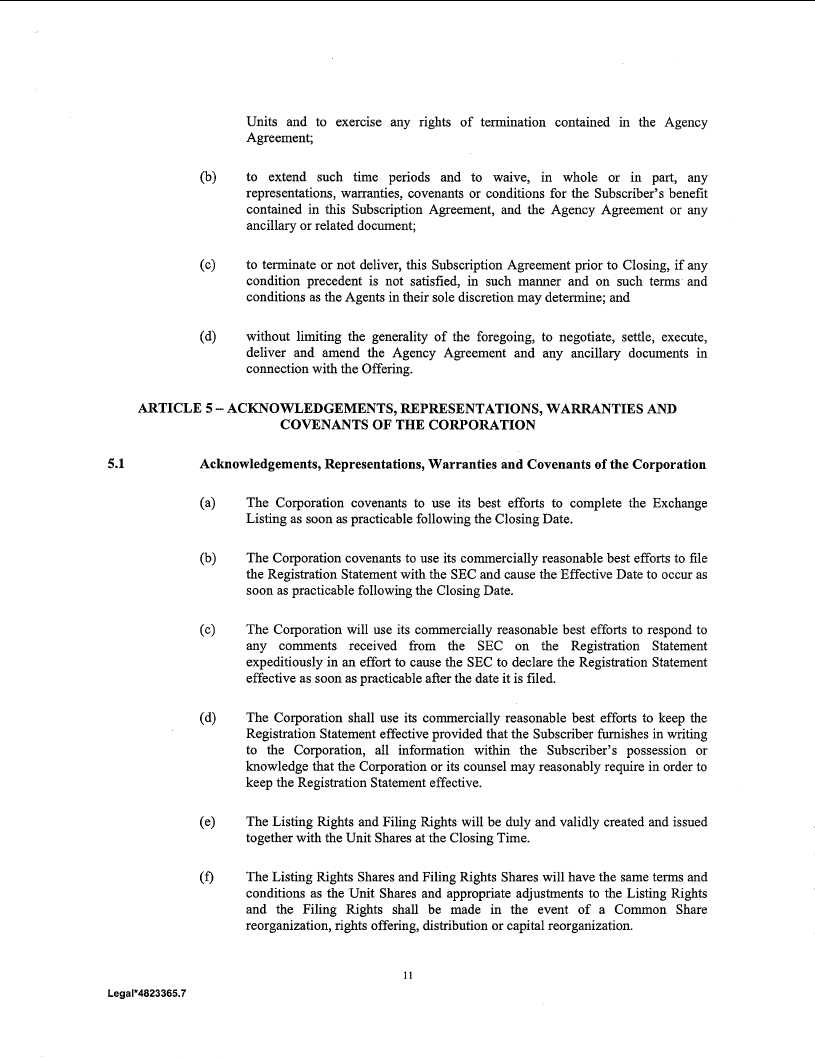 Units and to exercise any rights of termination contained in the Agency
Agreement;
(b) to extend such time periods and to waive, in whole or in part, any
representations, warranties, covenants or conditions for the Subscriber's benefit
contained in this Subscription Agreement, and the Agency Agreement or any
ancillary or related document;
(c) to terminate or not deliver, this Subscription Agreement prior to Closing, if any
condition precedent is not satisfied, in such manner and on such terms and
conditions as the Agents in their sole discretion may determine; and
(d) without limiting the generality of the foregoing, to negotiate, settle, execute,
deliver and amend the Agency Agreement and any ancillary documents in
connection with the Offering.
ARTICLE 5 – ACKNOWLEDGEMENTS, REPRESENTATIONS, WARRANTIES AND
COVENANTS OF THE CORPORATION
5.1 Acknowledgements, Representations, Warranties and Covenants of the Corporation
(a) The Corporation covenants to use its best efforts to complete the Exchange
Listing as soon as practicable following the Closing Date.
(b) The Corporation covenants to use its commercially reasonable best efforts to file
the Registration Statement with the SEC and cause the Effective Date to occur as
soon as practicable following the Closing Date.
(c) The Corporation will use its commercially reasonable best efforts to respond to
any comments received from the SEC on the Registration Statement
expeditiously in an effort to cause the SEC to declare the Registration Statement
effective as soon as practicable after the date it is filed.
(d) The Corporation shall use its commercially reasonable best efforts to keep the
Registration Statement effective provided that the Subscriber furnishes in writing
to the Corporation, all information within the Subscriber's possession or
knowledge that the Corporation or its counsel may reasonably require in order to
keep the Registration Statement effective.
(e) The Listing Rights and Filing Rights will be duly and validly created and issued
together with the Unit Shares at the Closing Time.
(f) The Listing Rights Shares and Filing Rights Shares will have the same terms and
conditions as the Unit Shares and appropriate adjustments to the Listing Rights
and the Filing Rights shall be made in the event of a Common Share
reorganization, rights offering, distribution or capital reorganization.
11
Legal*4823365.7